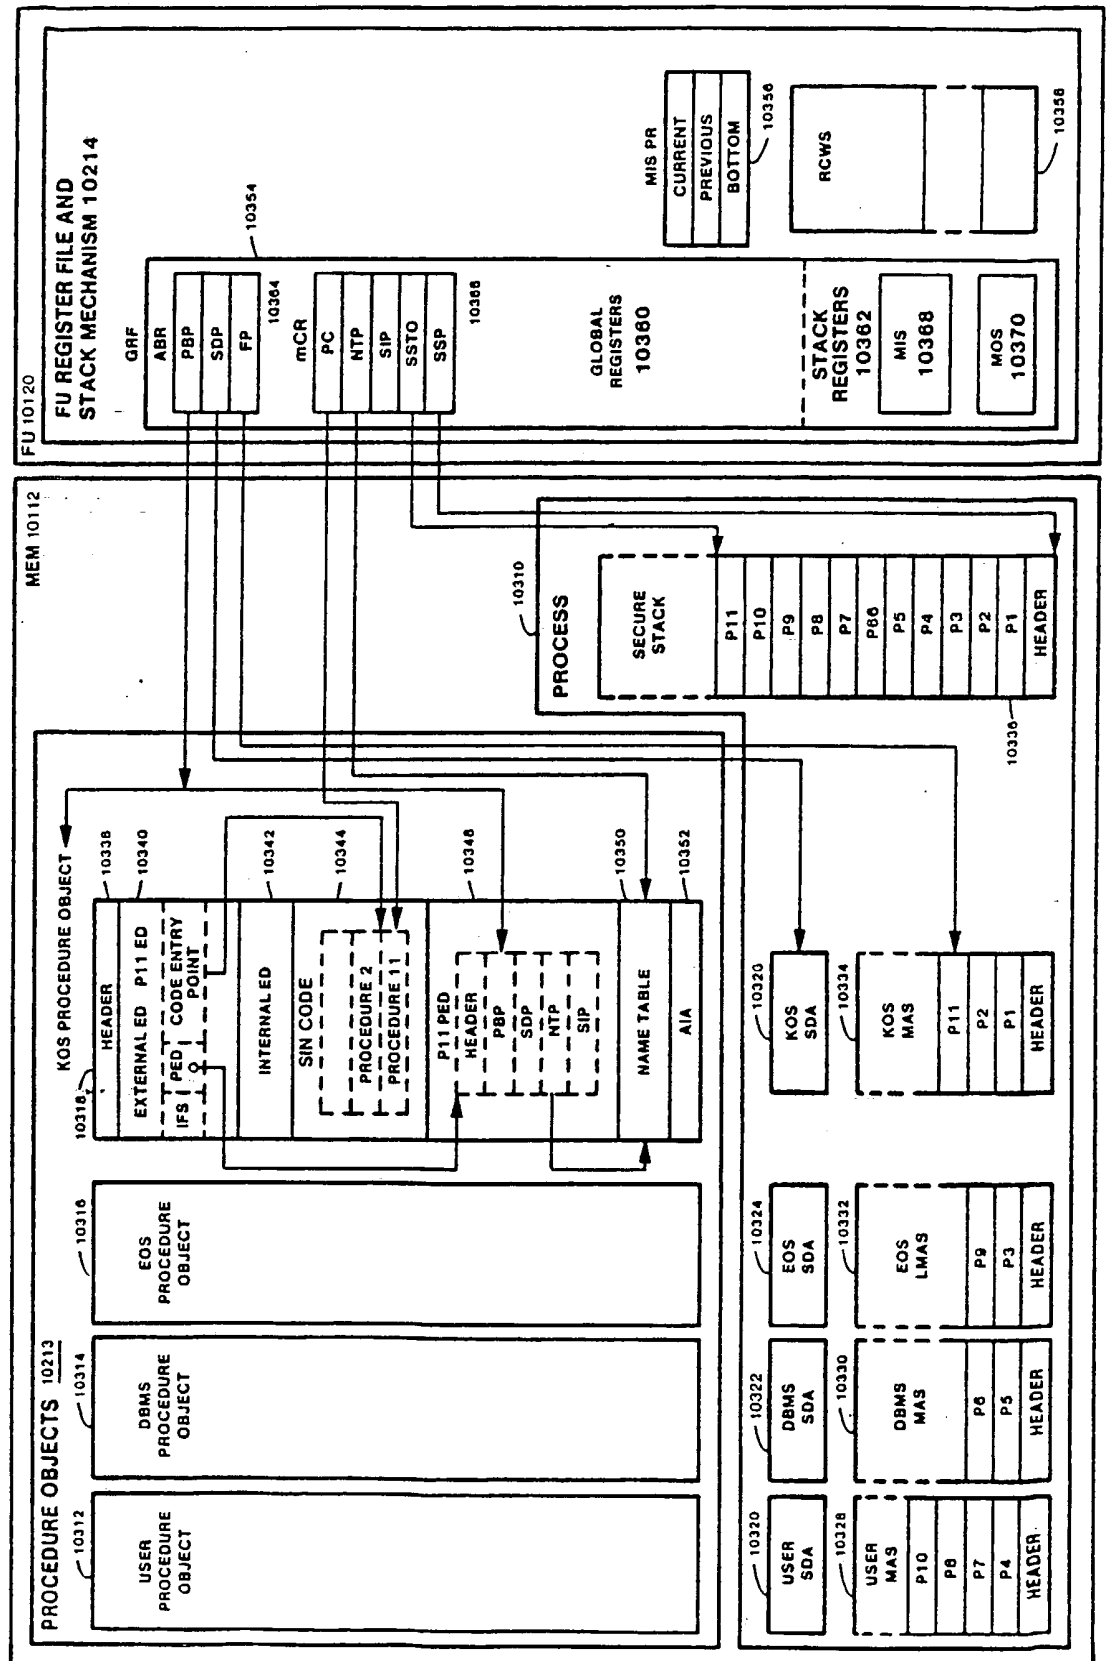 FU 10120
FU REGISTER FILE AND
STACK MECHANISM 10214
GRF
10354
ABR
PBP
SDP
FP
10364
mCR
PC
NTP
SIP
SSTO
SSP
10366
GLOBAL
REGISTERS
10360
STACK
REGISTERS
10362
MIS
10368
MOS
10370
MIS PR
CURRENT
PREVIOUS
BOTTOM
10356
RCWS
10358
MEM 10112
PROCEDURE OBJECTS 10213
10312
USER
PROCEDURE
OBJECT
10314
DBMS
PROCEDURE
OBJECT
10316
EOS
PROCEDURE
OBJECT
KOS PROCEDURE OBJECT
10318
HEADER
10338
EXTERNAL ED P11 ED
10340
IFS PED CODE ENTRY
POINT
INTERNAL ED
10342
SIN CODE
10344
PROCEDURE 2
PROCEDURE 11
P11 PED
10348
HEADER
PBP
SDP
NTP
SIP
NAME TABLE
10350
AIA
10352
PROCESS
10310
SECURE
STACK
P11
P10
P9
P8
P7
P66
P5
P4
P3
P2
P1
HEADER
10336
10320
USER
SDA
10322
DBMS
SDA
10324
EOS
SDA
10320
KOS
SDA
10328
USER
MAS
P10
P8
P7
P4
HEADER
10330
DBMS
MAS
P6
P5
HEADER
10332
EOS
LMAS
P9
P3
HEADER
10334
KOS
MAS
P11
P2
P1
HEADER